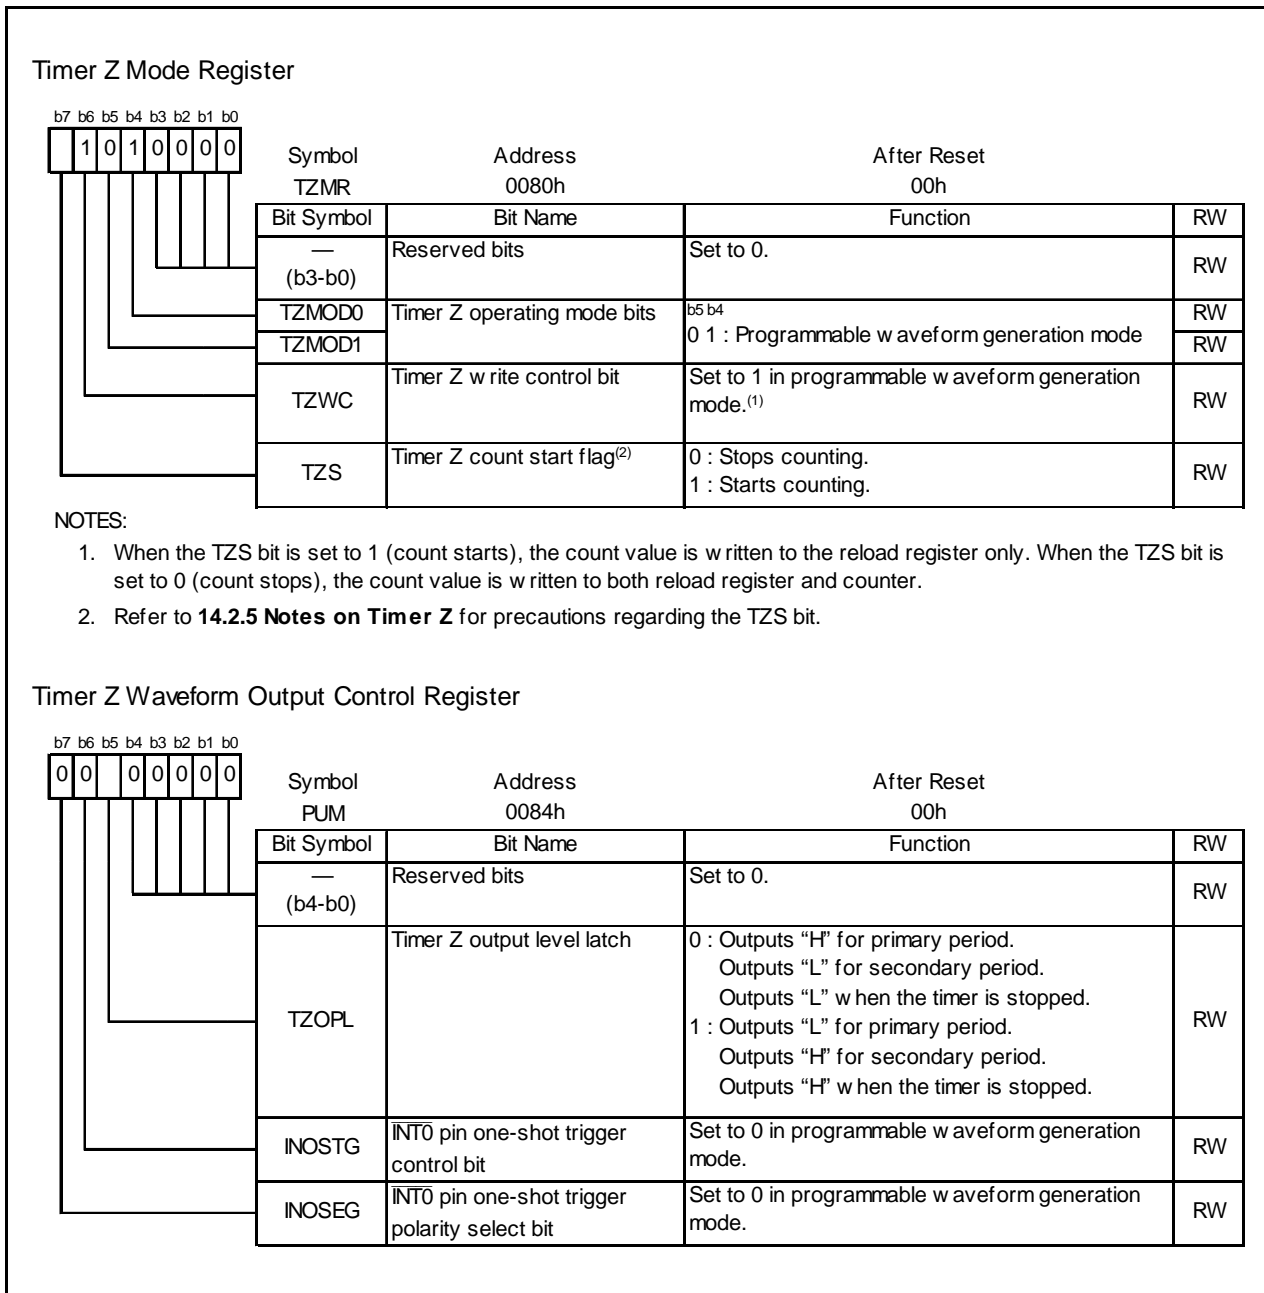 Timer Z Mode Register
b7 b6 b5 b4 b3 b2 b1 b0
1 0 1 0 0 0 0
Symbol Address After Reset
TZMR 0080h 00h
Bit Symbol Bit Name Function RW
— Reserved bits Set to 0.
(b3-b0) RW
TZMOD0 Timer Z operating mode bits b5 b4 RW
TZMOD1 0 1 : Programmable waveform generation mode RW
Timer Z write control bit Set to 1 in programmable waveform generation
TZWC mode.(1) RW
Timer Z count start flag(2) 0 : Stops counting.
TZS 1 : Starts counting. RW
NOTES:
1. When the TZS bit is set to 1 (count starts), the count value is written to the reload register only. When the TZS bit is
set to 0 (count stops), the count value is written to both reload register and counter.
2. Refer to 14.2.5 Notes on Timer Z for precautions regarding the TZS bit.
Timer Z Waveform Output Control Register
b7 b6 b5 b4 b3 b2 b1 b0
0 0 0 0 0 0 0
Symbol Address After Reset
PUM 0084h 00h
Bit Symbol Bit Name Function RW
— Reserved bits Set to 0.
(b4-b0) RW
Timer Z output level latch 0 : Outputs “H” for primary period.
Outputs “L” for secondary period.
Outputs “L” when the timer is stopped.
TZOPL 1 : Outputs “L” for primary period. RW
Outputs “H” for secondary period.
Outputs “H” when the timer is stopped.
INOSTG INT0 pin one-shot trigger Set to 0 in programmable waveform generation RW
control bit mode.
INOSEG INT0 pin one-shot trigger Set to 0 in programmable waveform generation RW
polarity select bit mode.